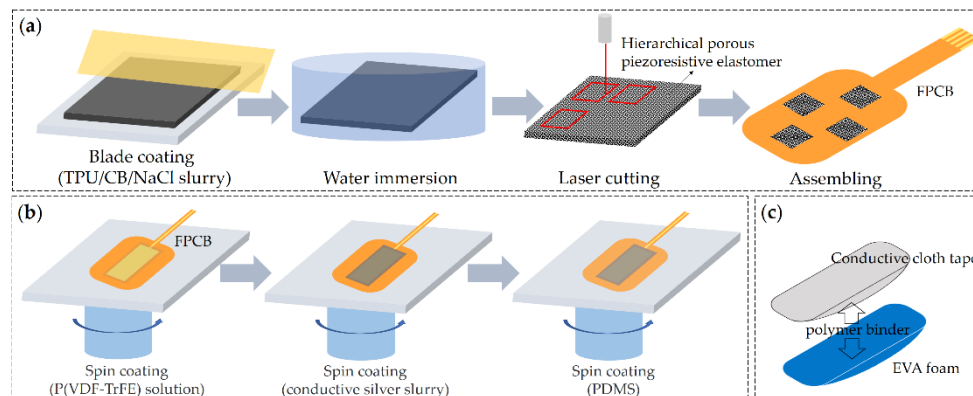 (a)
Hierarchical porous
piezoresistive elastomer
FPCB
Blade coating
(TPU/CB/NaCl slurry)
Water immersion
Laser cutting
Assembling
(b)
FPCB
Spin coating
(P(VDF-TrFE) solution)
Spin coating
(conductive silver slurry)
Spin coating
(PDMS)
(c)
Conductive cloth tape
polymer binder
EVA foam